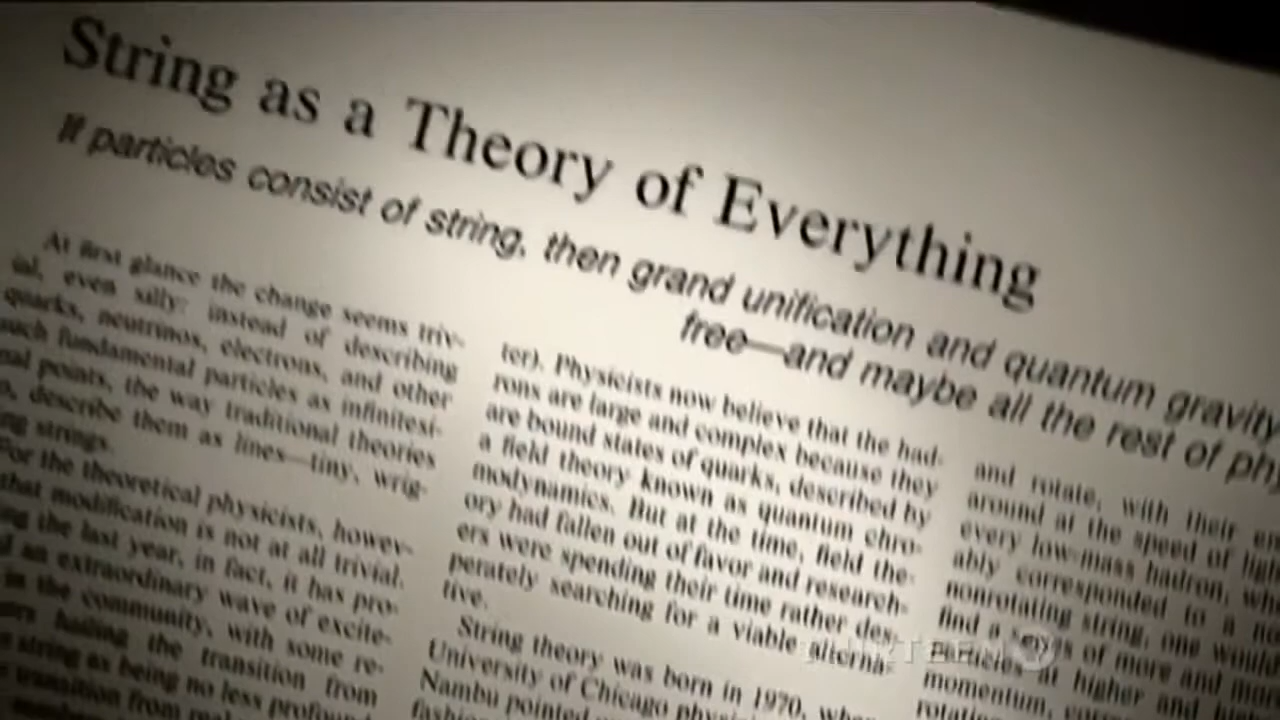 String as a Theory of Everything
If particles consist of string, then grand unification and quantum gravity
free—and maybe all the rest of
At first glance the change seems triv-
ial, even silly: instead of describing
quarks, neutrinos, electrons, and other
such fundamental particles as infinitesi-
mal points, the way traditional theories
describe them as lines—tiny, wrig-
strings.
For the theoretical physicists, howev-
that modification is not at all trivial.
the last year, in fact, it has pro-
an extraordinary wave of excite-
in the community, with some re-
hailing the transition from
string as being no less profound
transition from
ter). Physicists now believe that the had-
rons are large and complex because they
are bound states of quarks, described by
a field theory known as quantum chro-
modynamics. But at the time, field the-
ory had fallen out of favor and research-
ers were spending their time rather des-
perately searching for a viable alterna-
tive.
String theory was born in 1970, when
University of Chicago
Nambu pointed
and rotate, with their
around at the speed of
every low-mass hadron,
ably corresponded to a
nonrotating string, one would
find a of more and
Particles at higher and
momentum,
THIRTEEN